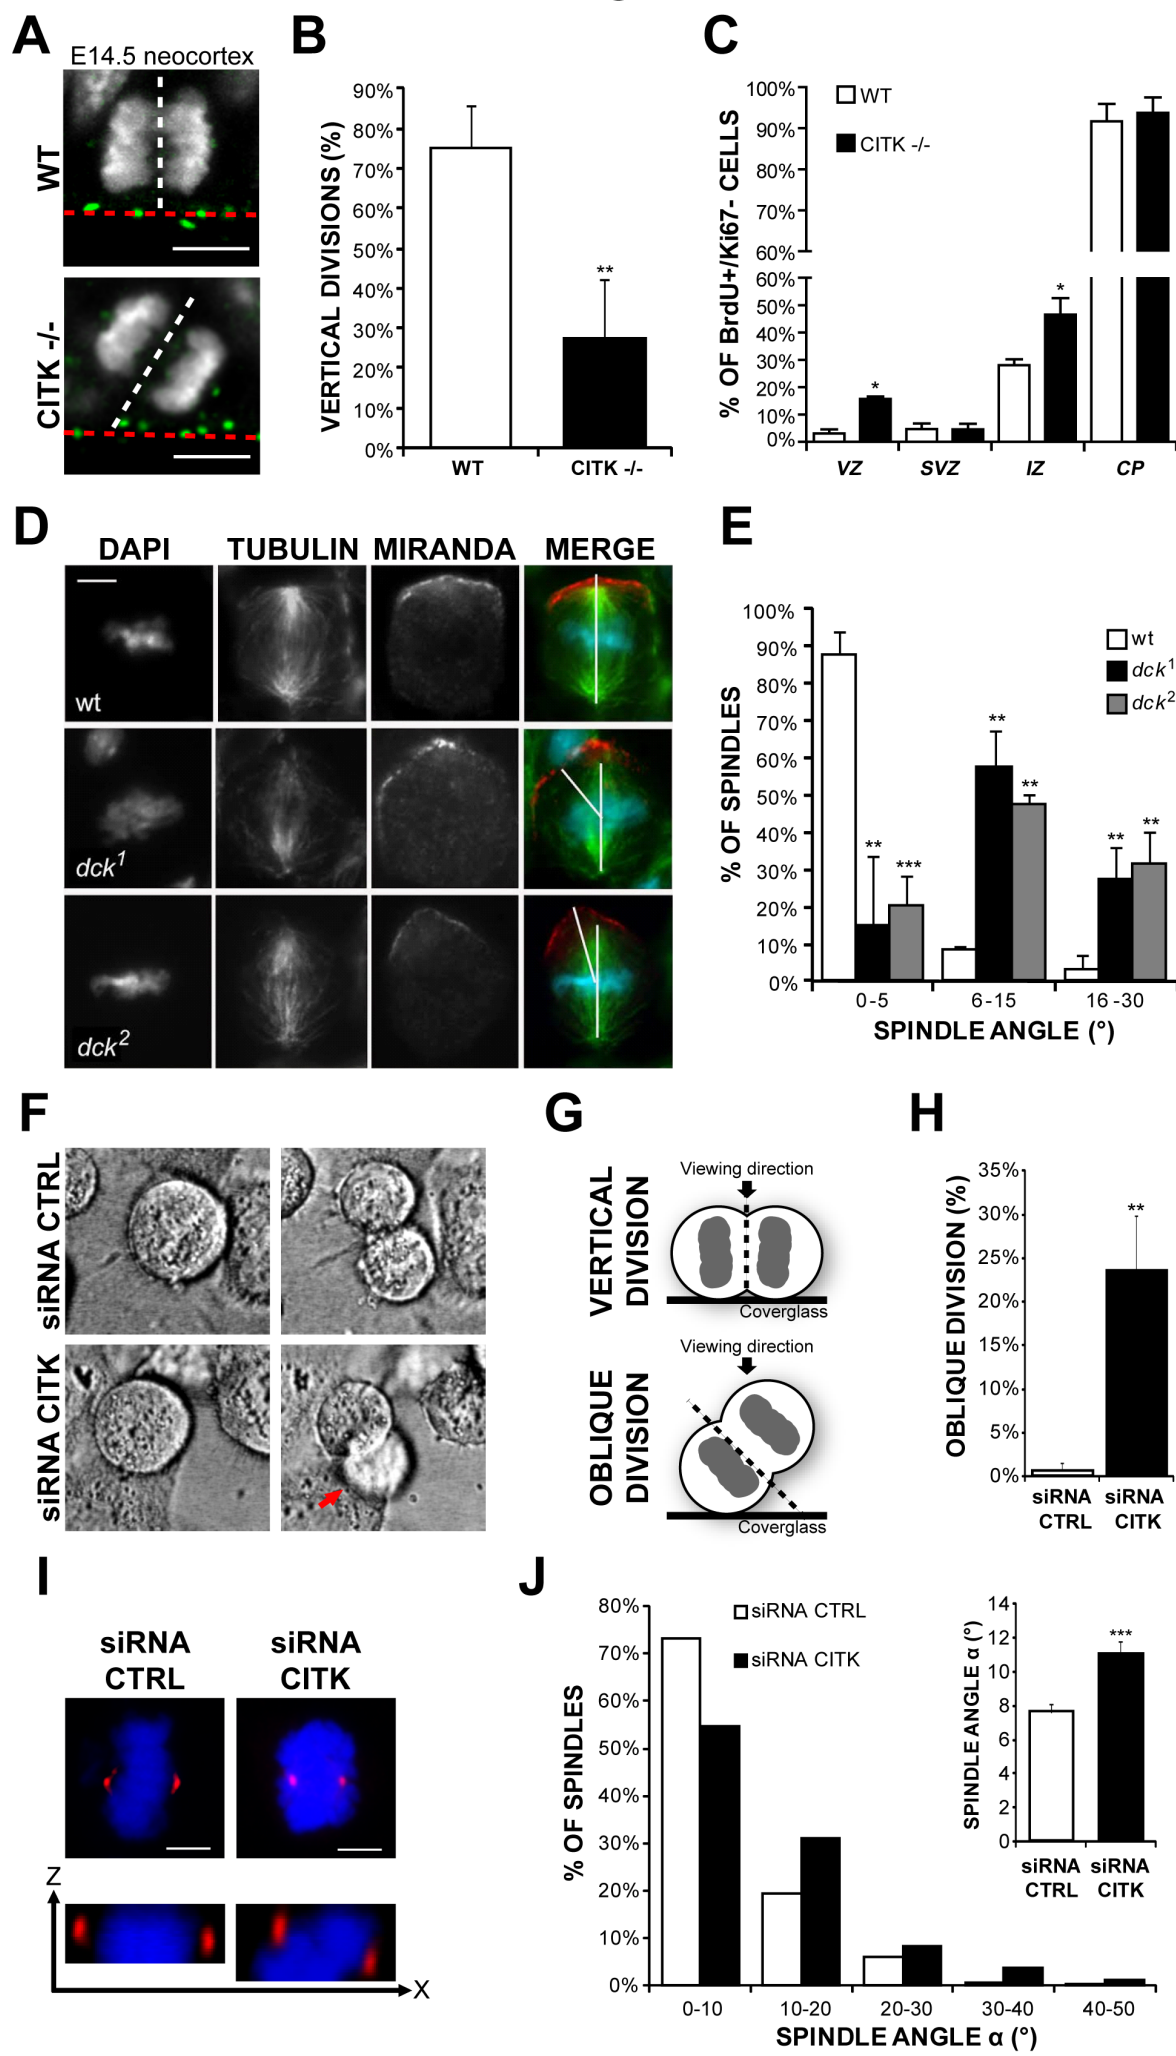 A
E14.5 neocortex
WT
CITK -/-
B
VERTICAL DIVISIONS (%)
90%
80%
70%
60%
50%
40%
30%
20%
10%
0%
**
WT
CITK -/-
C
% OF BrdU+/Ki67- CELLS
WT
CITK -/-
100%
90%
80%
70%
60%
60%
50%
40%
30%
20%
10%
0%
*
*
VZ
SVZ
IZ
CP
D
DAPI
TUBULIN
MIRANDA
MERGE
wt
dck1
dck2
E
% OF SPINDLES
100%
90%
80%
70%
60%
50%
40%
30%
20%
10%
0%
wt
dck1
dck2
**
***
**
**
**
**
0-5
6-15
16-30
SPINDLE ANGLE (°)
F
siRNA CTRL
siRNA CITK
G
VERTICAL
DIVISION
Viewing direction
Coverglass
OBLIQUE
DIVISION
Viewing direction
Coverglass
H
OBLIQUE DIVISION (%)
35%
30%
25%
20%
15%
10%
5%
0%
**
siRNA
CTRL
siRNA
CITK
I
siRNA
CTRL
siRNA
CITK
Z
X
J
% OF SPINDLES
80%
70%
60%
50%
40%
30%
20%
10%
0%
siRNA CTRL
siRNA CITK
0-10
10-20
20-30
30-40
40-50
SPINDLE ANGLE α (°)
SPINDLE ANGLE α (°)
14
12
10
8
6
4
2
0
***
siRNA
CTRL
siRNA
CITK